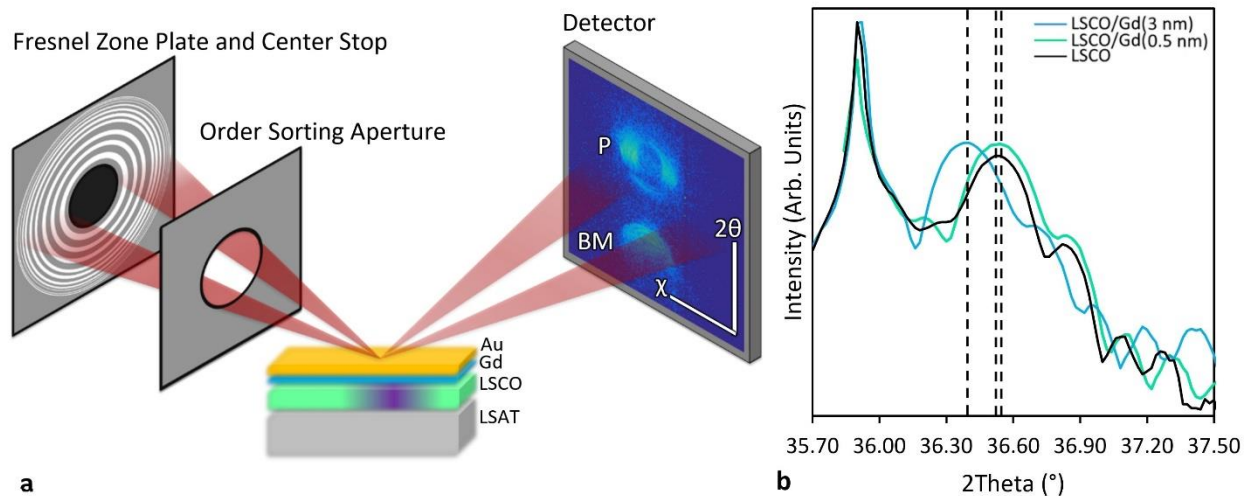 a
Fresnel Zone Plate and Center Stop
Order Sorting Aperture
Detector
P
BM
2θ
χ
Au
Gd
LSCO
LSAT
b
LSCO/Gd(3 nm)
LSCO/Gd(0.5 nm)
LSCO
Intensity (Arb. Units)
35.70 36.00 36.30 36.60 36.90 37.20 37.50
2Theta (°)